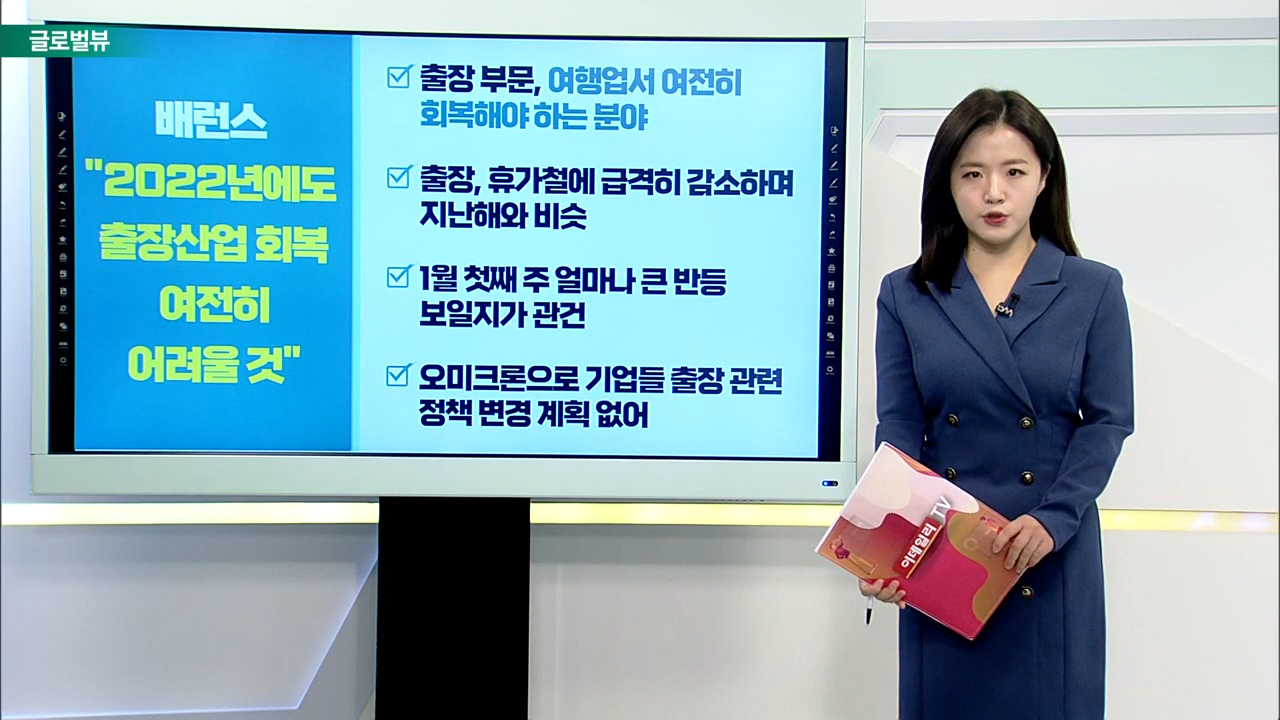 글로벌뷰
배런스
"2022년에도
출장산업 회복
여전히
어려울 것"
출장 부문, 여행업서 여전히
회복해야 하는 분야
출장, 휴가철에 급격히 감소하며
지난해와 비슷
1월 첫째 주 얼마나 큰 반등
보일지가 관건
오미크론으로 기업들 출장 관련
정책 변경 계획 없어
이데일리 TV